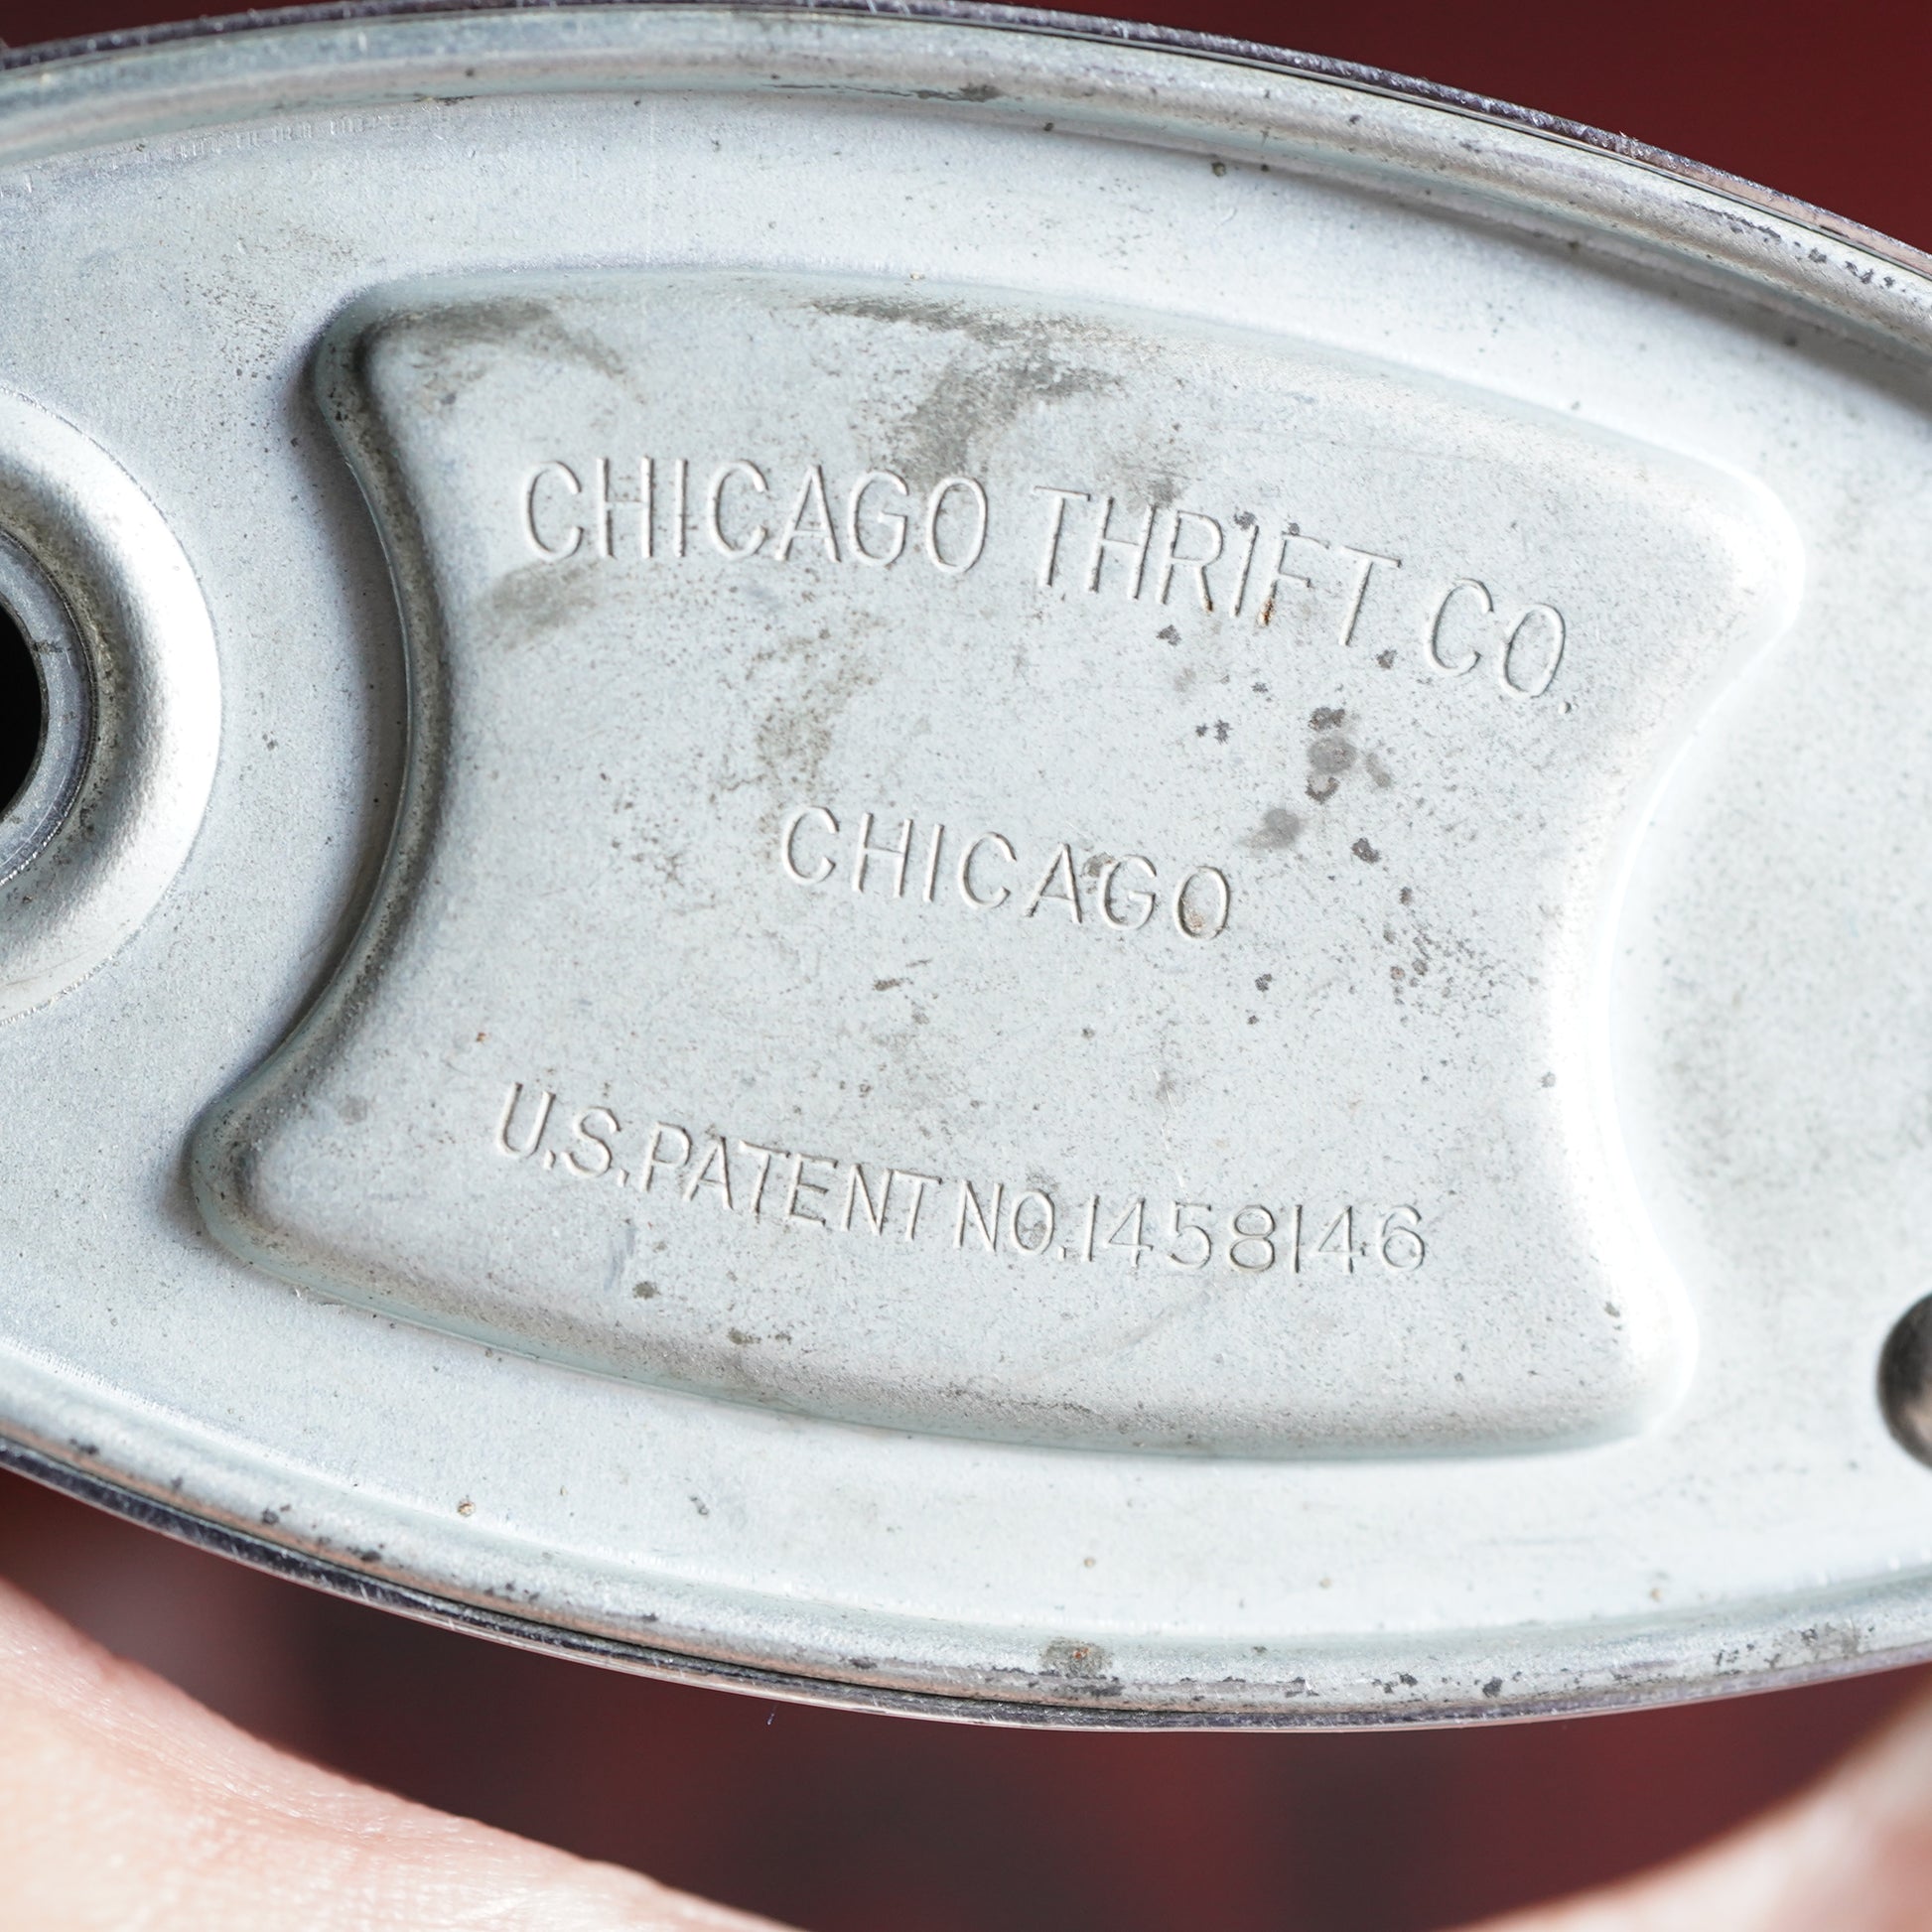 CHICAGO THRIFT CO.
CHICAGO
U.S. PATENT NO. 1458146